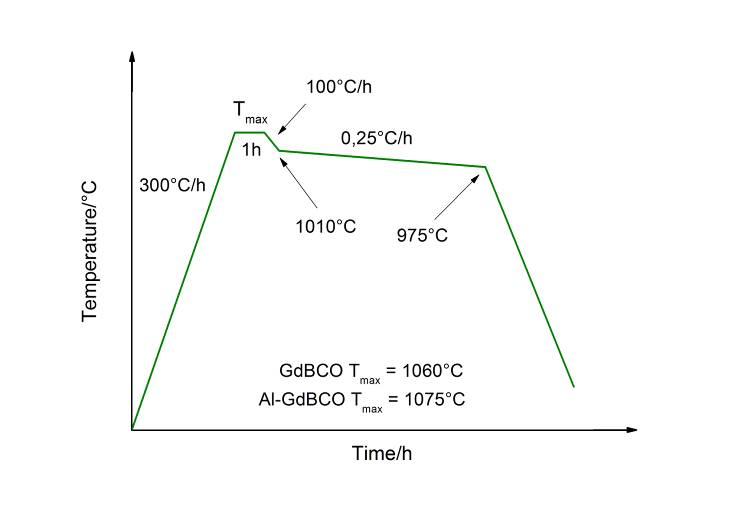 100°C/h
Tmax
0,25°C/h
1h
300°C/h
1010°C
975°C
Temperature/°C
GdBCO Tmax = 1060°C
Al-GdBCO Tmax = 1075°C
Time/h